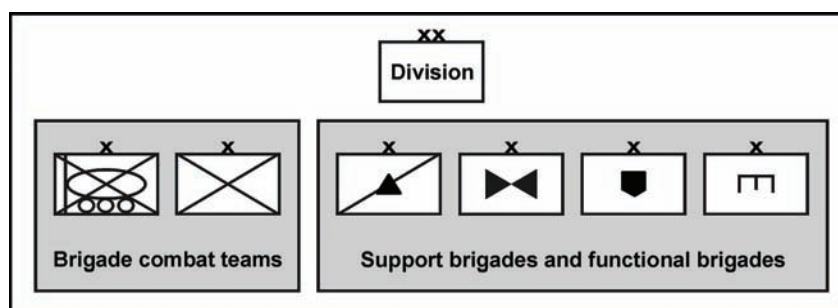 xx
Division
x
x
x
x
x
x
Brigade combat teams
Support brigades and functional brigades